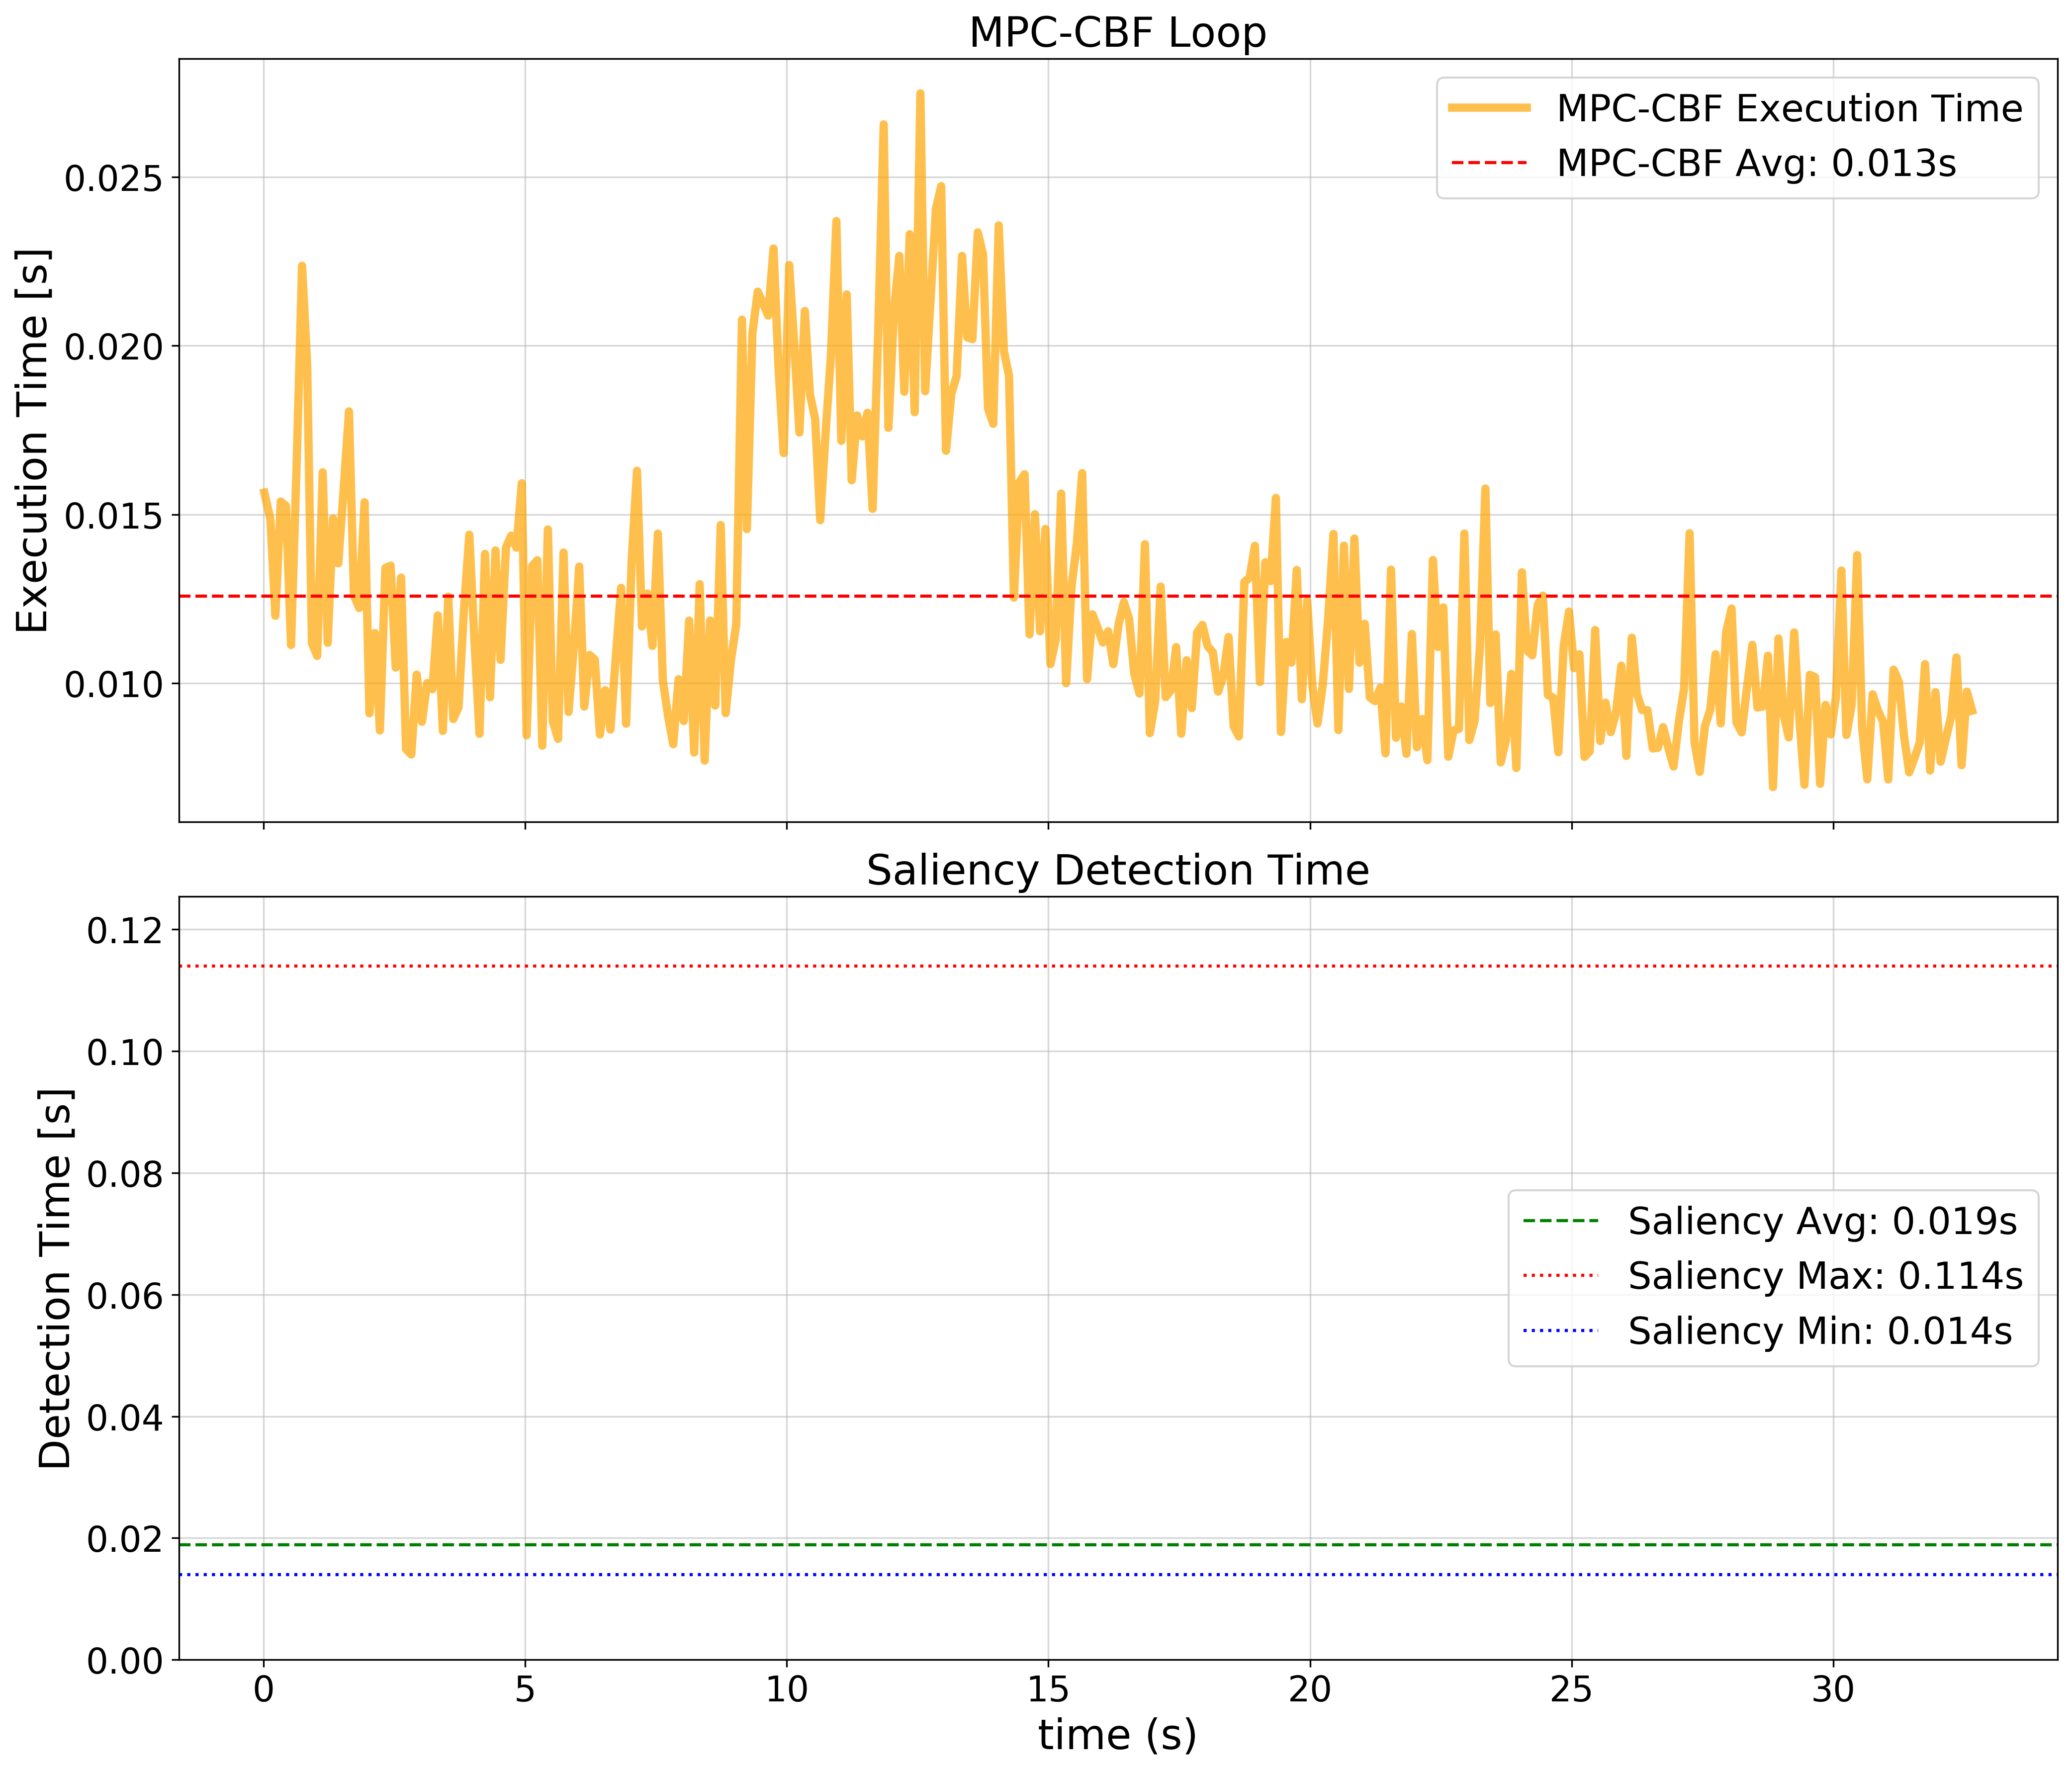 MPC-CBF Loop
MPC-CBF Execution Time
MPC-CBF Avg: 0.013s
Execution Time [s]
0.025
0.020
0.015
0.010
Saliency Detection Time
Detection Time [s]
0.12
0.10
0.08
0.06
0.04
0.02
0.00
Saliency Avg: 0.019s
Saliency Max: 0.114s
Saliency Min: 0.014s
0 5 10 15 20 25 30
time (s)